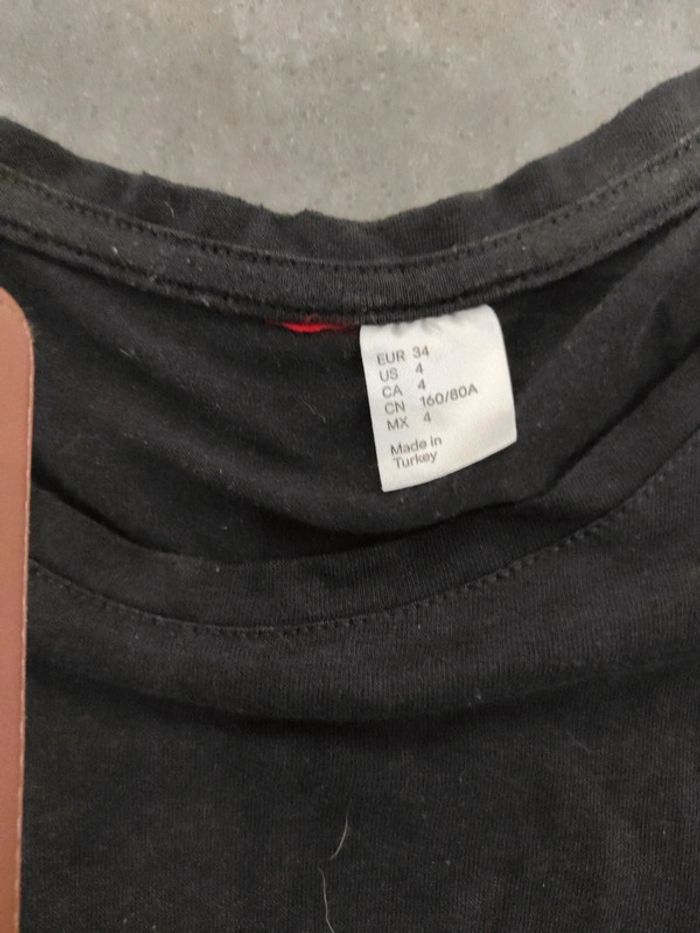 EUR 34
US 4
CA 4
CN 160/80A
MX 4
Made in
Turkey